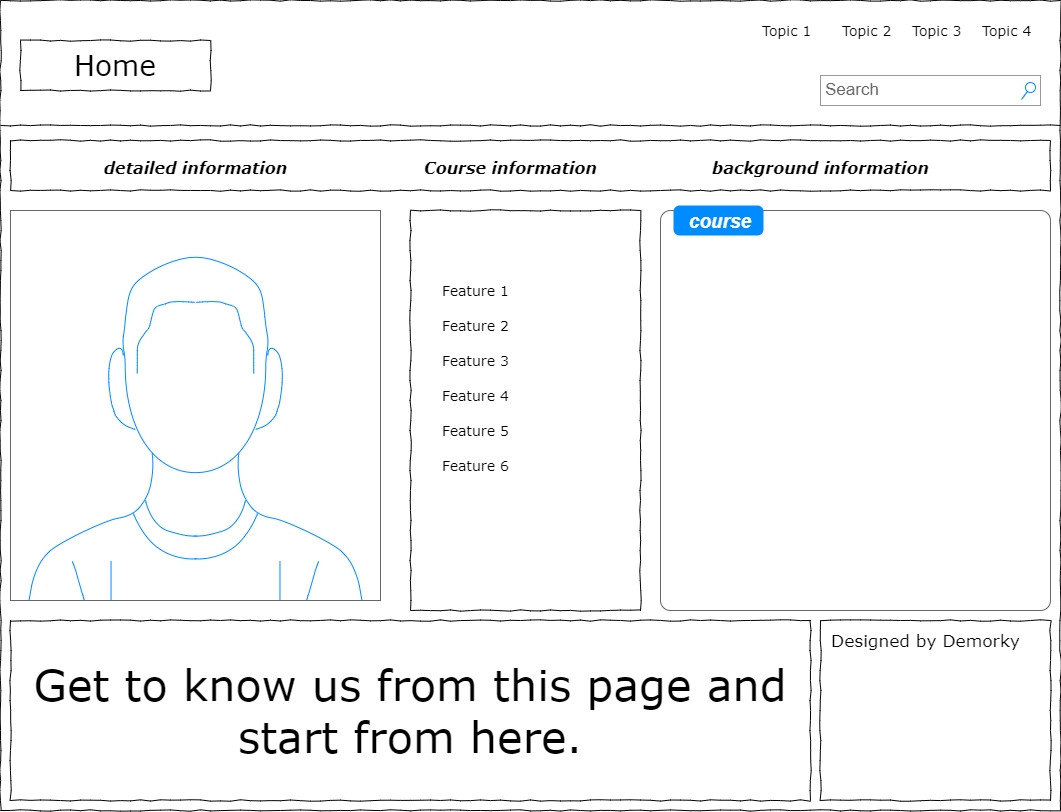 Topic 1
Topic 2
Topic 3
Topic 4
Home
Search
detailed information
Course information
background information
course
Feature 1
Feature 2
Feature 3
Feature 4
Feature 5
Feature 6
Get to know us from this page and
start from here.
Designed by Demorky